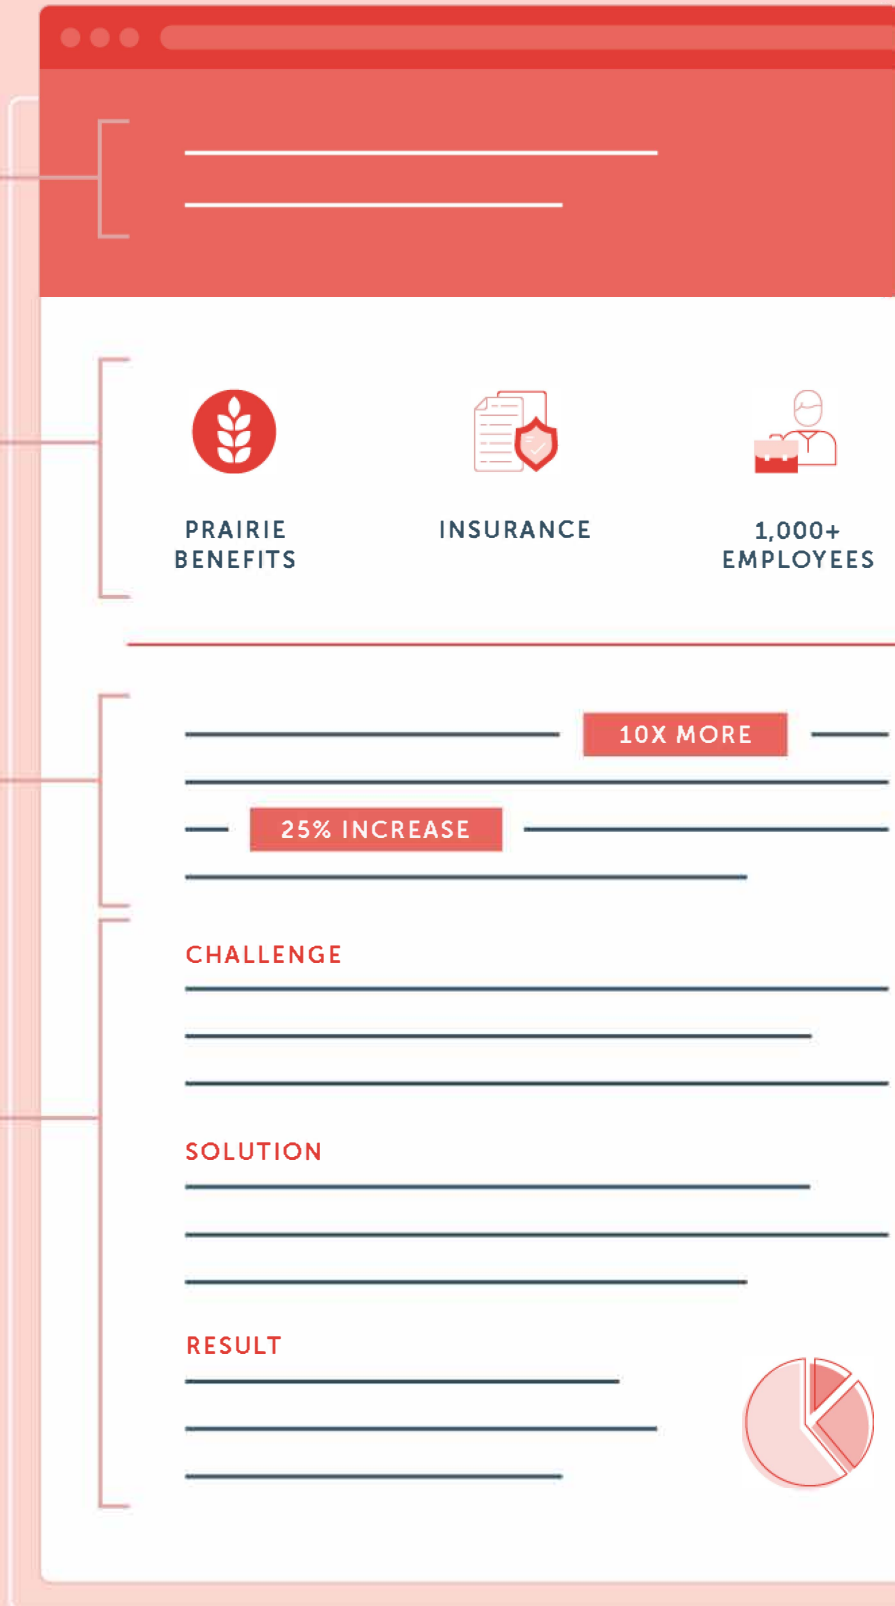 PRAIRIE
BENEFITS
INSURANCE
1,000+
EMPLOYEES
10X MORE
25% INCREASE
CHALLENGE
SOLUTION
RESULT